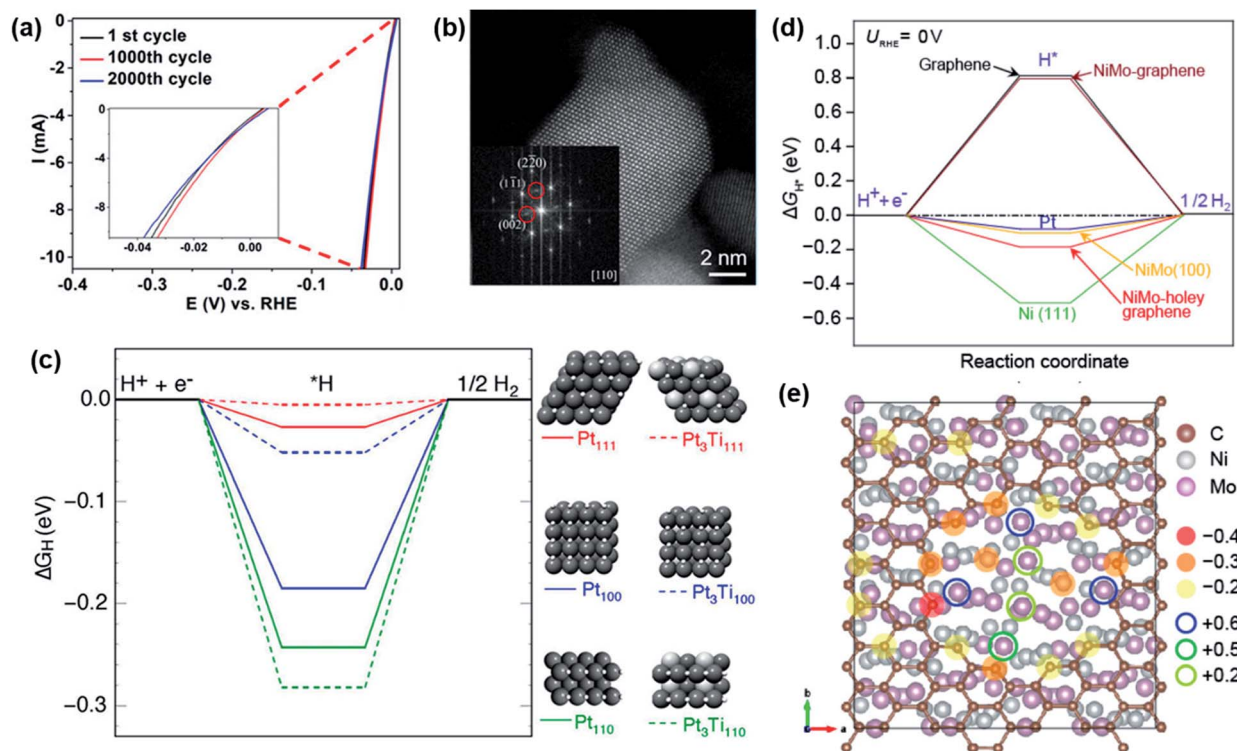 (a)
1 st cycle
1000th cycle
2000th cycle
0
-2
-4
-6
-8
-10
I (mA)
0
-4
-8
-0.04
-0.02
0.00
-0.4
-0.3
-0.2
-0.1
0.0
E (V) vs. RHE
(b)
(22̅0)
(11̅1)
(002)
[110]
2 nm
(d)
U_RHE = 0V
1.0
0.8
0.6
0.4
0.2
0.0
-0.2
-0.4
-0.6
ΔG_H* (eV)
Graphene
H*
NiMo-graphene
H⁺ + e⁻
1/2 H₂
Pt
NiMo(100)
NiMo-holey
graphene
Ni (111)
Reaction coordinate
(c)
H⁺ + e⁻
*H
1/2 H₂
0.0
−0.1
−0.2
−0.3
ΔG_H (eV)
Pt₁₁₁
Pt₃Ti₁₁₁
Pt₁₀₀
Pt₃Ti₁₀₀
Pt₁₁₀
Pt₃Ti₁₁₀
(e)
C
Ni
Mo
−0.4
−0.3
−0.2
+0.6
+0.5
+0.2
b
a